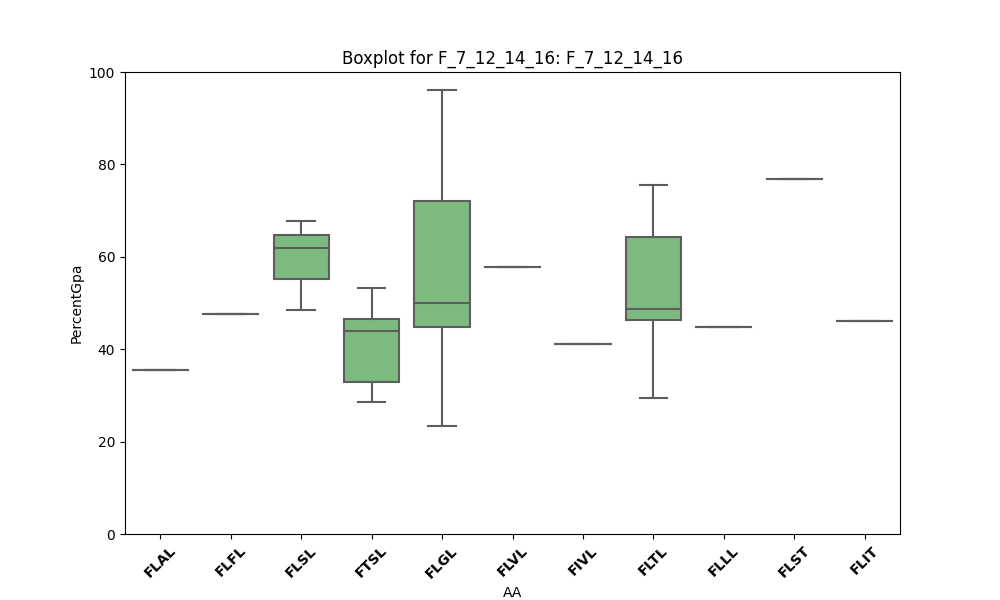 Boxplot for F_7_12_14_16: F_7_12_14_16
100
80
60
40
20
0
PercentGpa
FLAL
FLFL
FLSL
FTSL
FLGL
FLVL
FIVL
FLTL
FLLL
FLST
FLIT
AA